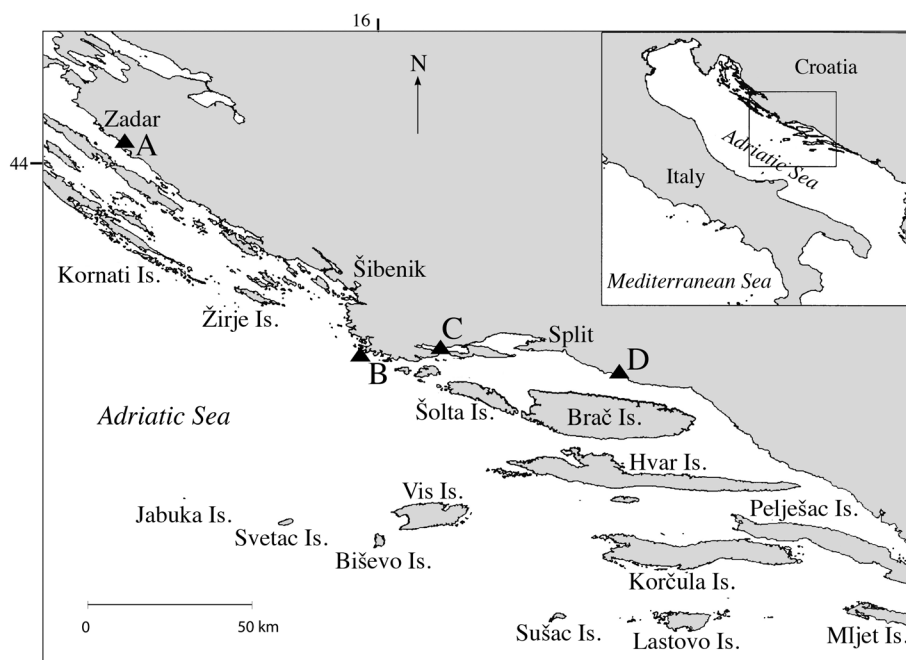 16
N
Croatia
Zadar
A
44
Adriatic Sea
Italy
Mediterranean Sea
Kornati Is.
Šibenik
Žirje Is.
C
Split
B
D
Adriatic Sea
Šolta Is.
Brač Is.
Hvar Is.
Vis Is.
Jabuka Is.
Pelješac Is.
Svetac Is.
Biševo Is.
Korčula Is.
0
50 km
Sušac Is.
Lastovo Is.
Mljet Is.